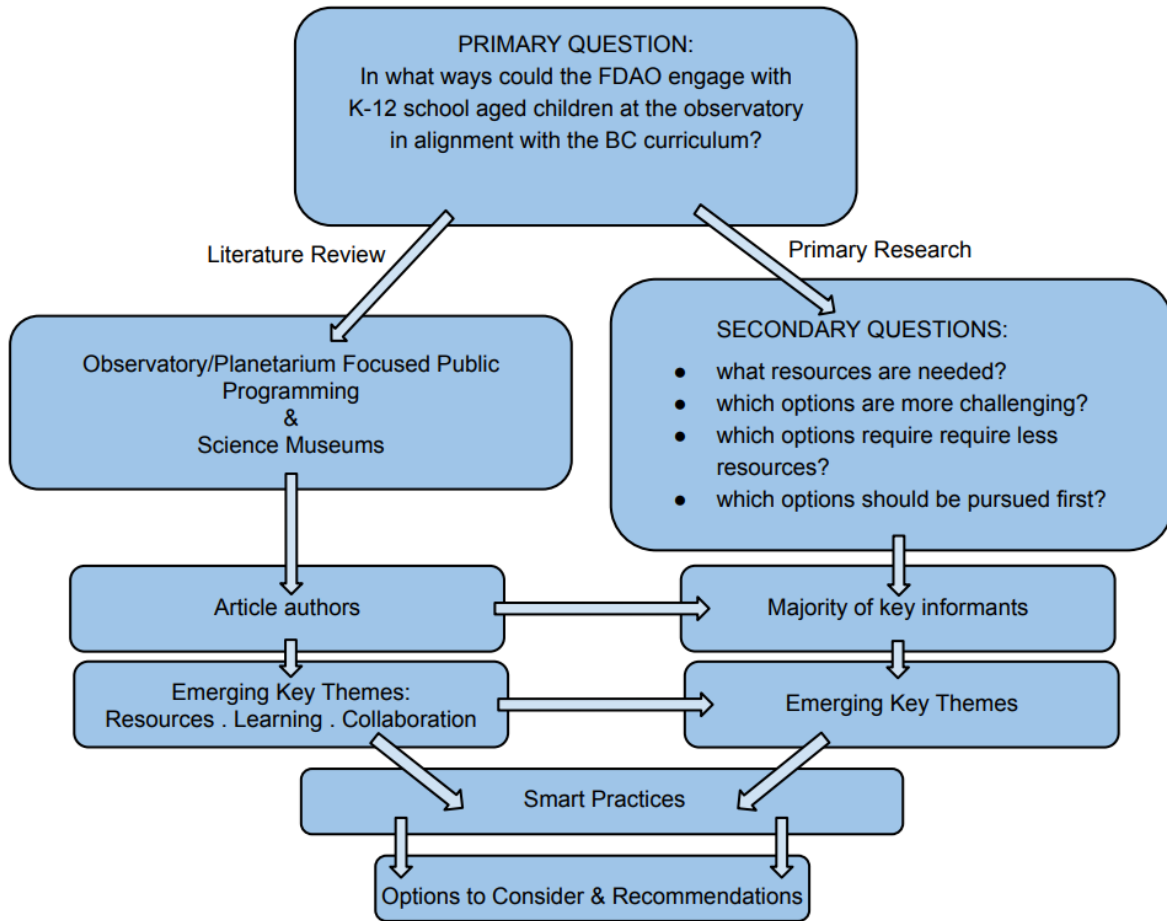 PRIMARY QUESTION:
In what ways could the FDAO engage with
K-12 school aged children at the observatory
in alignment with the BC curriculum?
Literature Review
Primary Research
Observatory/Planetarium Focused Public
Programming
&
Science Museums
SECONDARY QUESTIONS:
● what resources are needed?
● which options are more challenging?
● which options require require less
resources?
● which options should be pursued first?
Article authors
Majority of key informants
Emerging Key Themes:
Resources . Learning . Collaboration
Emerging Key Themes
Smart Practices
Options to Consider & Recommendations